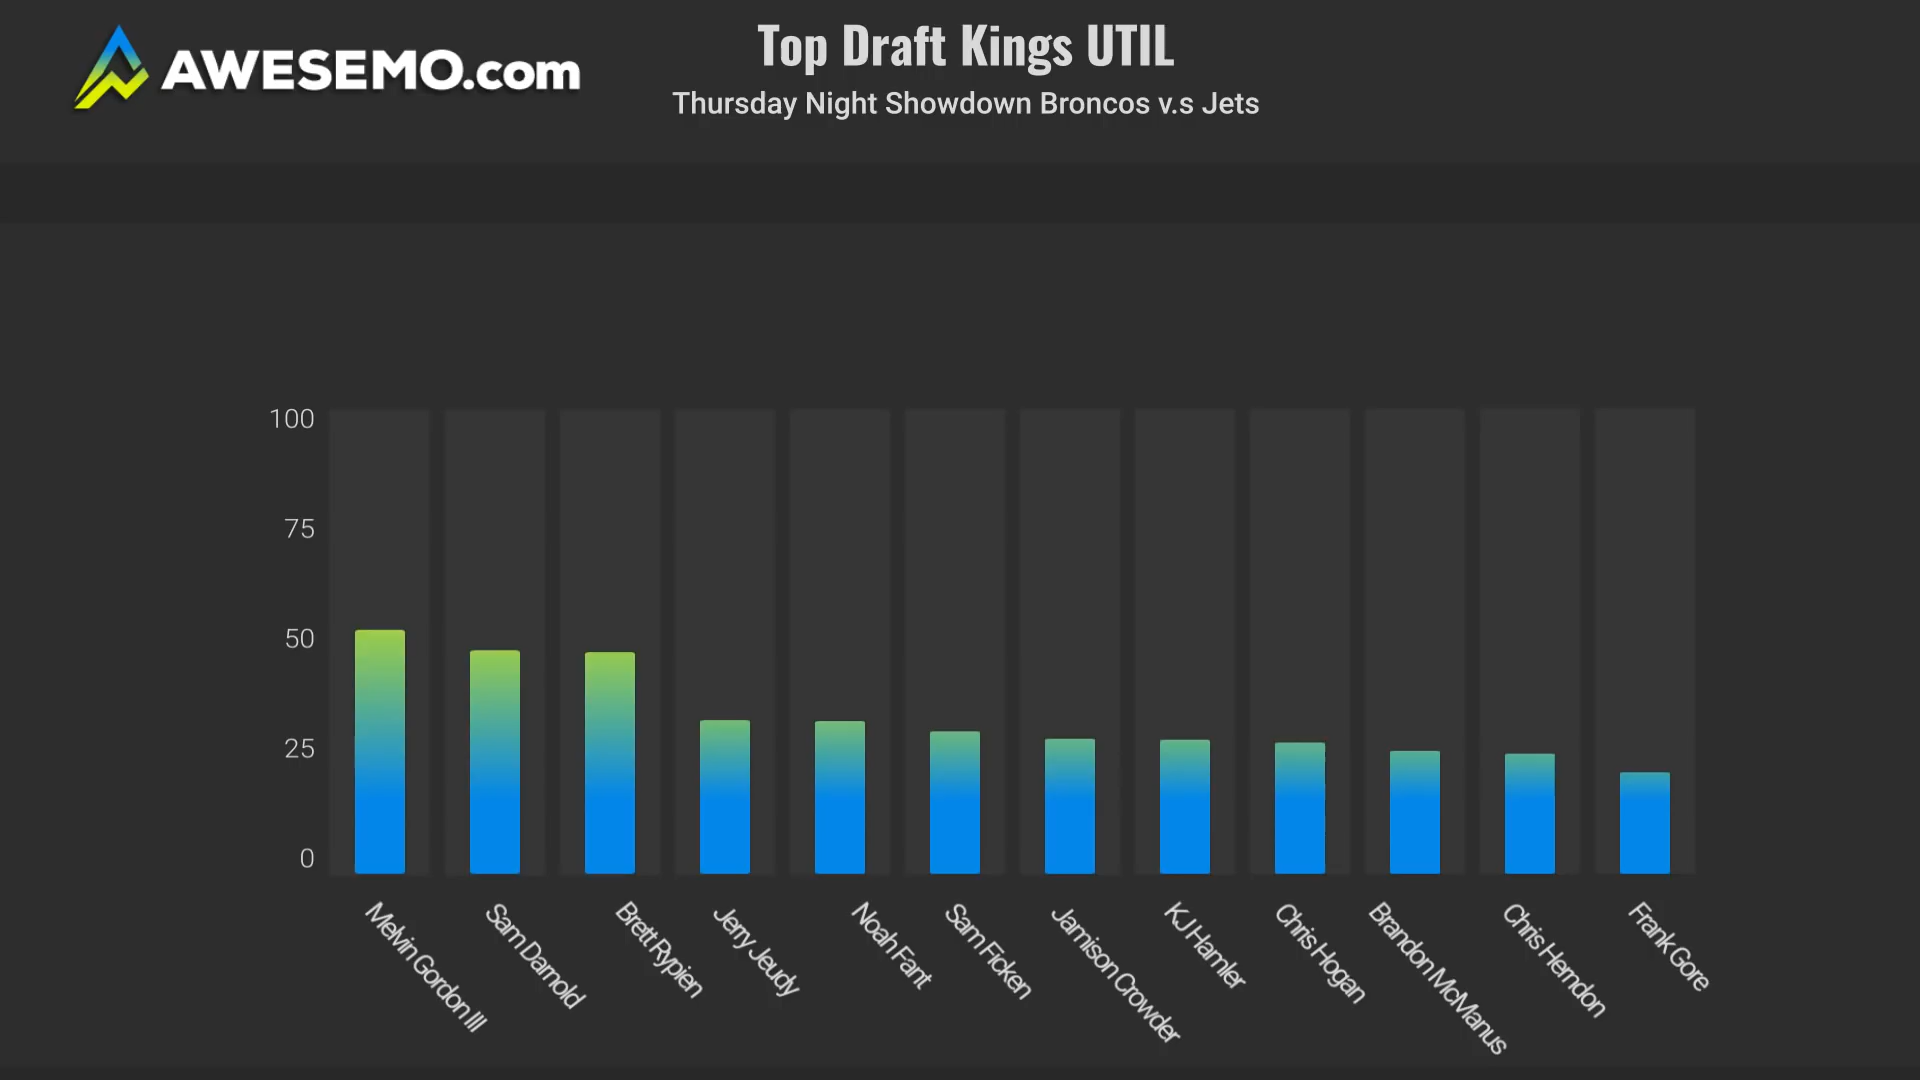 AWESEMO.com
Top Draft Kings UTIL
Thursday Night Showdown Broncos v.s Jets
100
75
50
25
0
Melvin Gordon III
Sam Darnold
Brett Rypien
Jerry Jeudy
Noah Fant
Sam Ficken
Jamison Crowder
KJ Hamler
Chris Hogan
Brandon McManus
Chris Herndon
Frank Gore